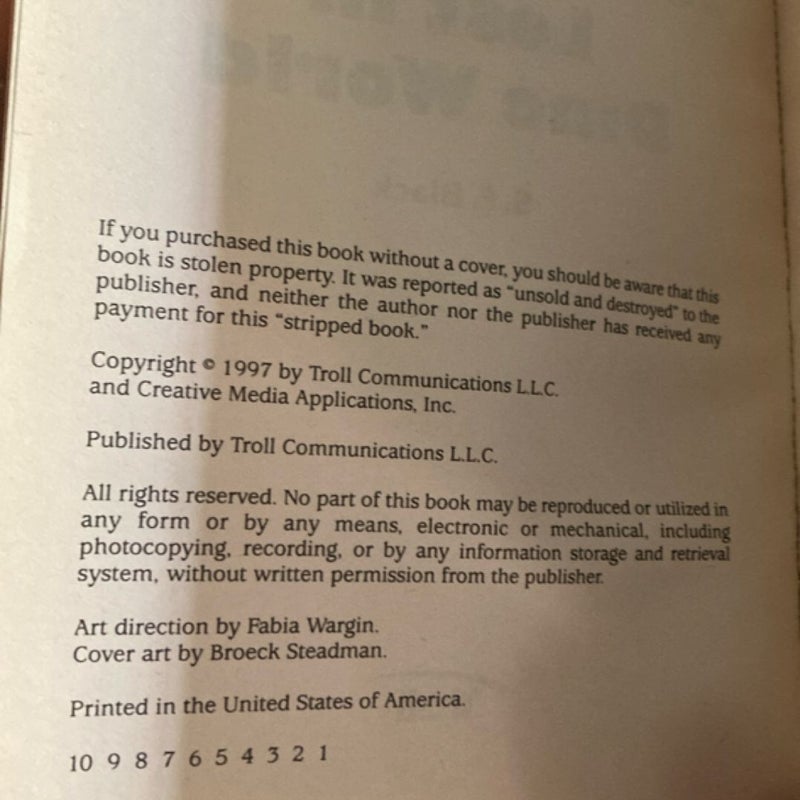 If you purchased this book without a cover, you should be aware that this
book is stolen property. It was reported as “unsold and destroyed” to the
publisher, and neither the author nor the publisher has received any
payment for this “stripped book.”
Copyright © 1997 by Troll Communications L.L.C.
and Creative Media Applications, Inc.
Published by Troll Communications L.L.C.
All rights reserved. No part of this book may be reproduced or utilized in
any form or by any means, electronic or mechanical, including
photocopying, recording, or by any information storage and retrieval
system, without written permission from the publisher.
Art direction by Fabia Wargin.
Cover art by Broeck Steadman.
Printed in the United States of America.
10 9 8 7 6 5 4 3 2 1